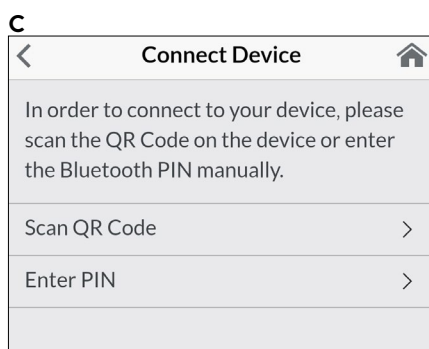 C
Connect Device
In order to connect to your device, please
scan the QR Code on the device or enter
the Bluetooth PIN manually.
Scan QR Code
Enter PIN